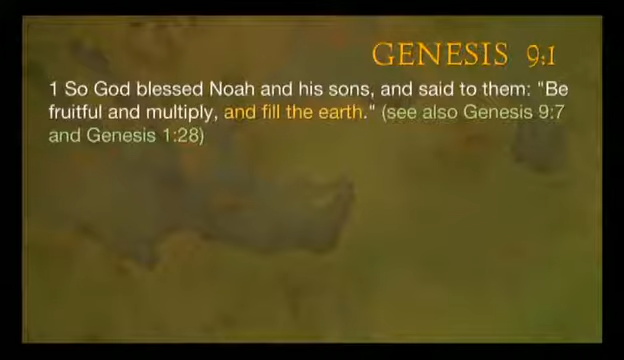 GENESIS 9:1
1 So God blessed Noah and his sons, and said to them: "Be
fruitful and multiply, and fill the earth." (see also Genesis 9:7
and Genesis 1:28)